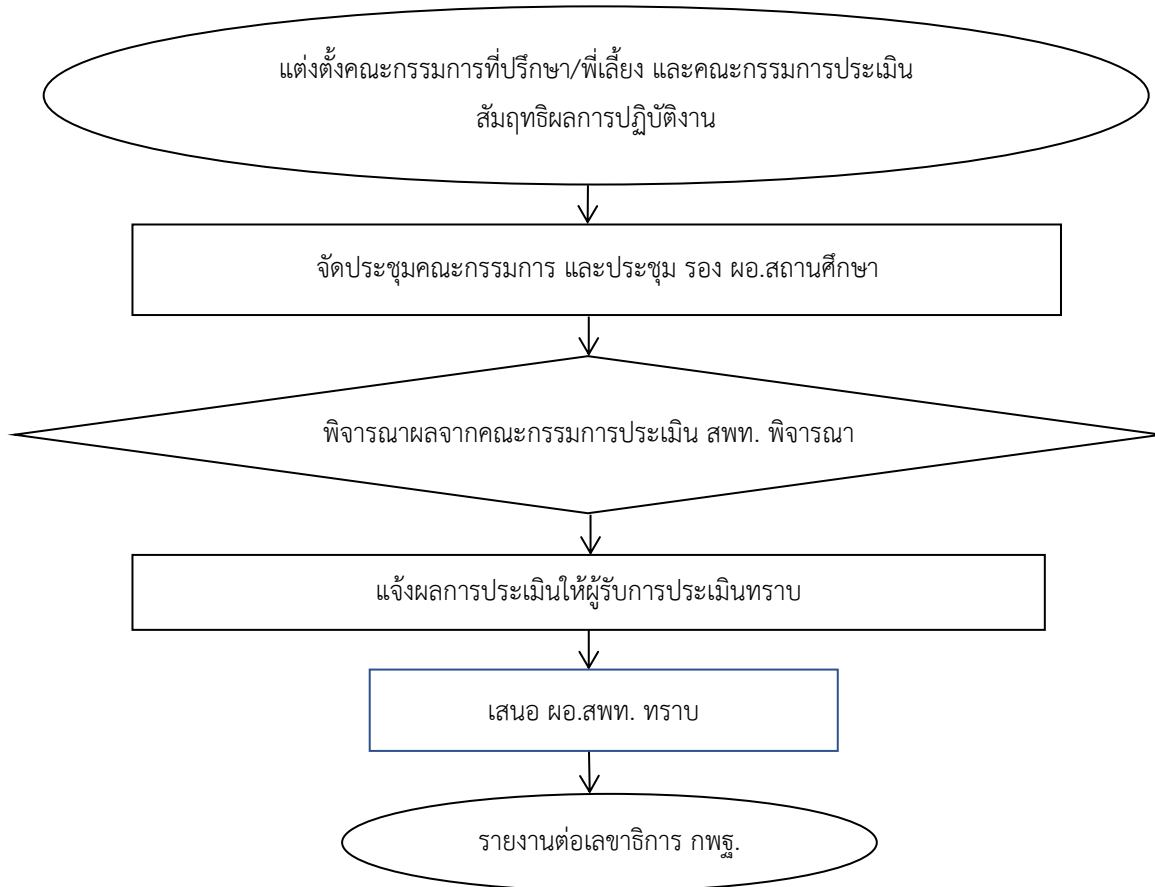 แต่งตั้งคณะกรรมการที่ปรึกษา/พี่เลี้ยง และคณะกรรมการประเมิน
สัมฤทธิผลการปฏิบัติงาน
จัดประชุมคณะกรรมการ และประชุม รอง ผอ.สถานศึกษา
พิจารณาผลจากคณะกรรมการประเมิน สพท. พิจารณา
แจ้งผลการประเมินให้ผู้รับการประเมินทราบ
เสนอ ผอ.สพท. ทราบ
รายงานต่อเลขาธิการ กพฐ.